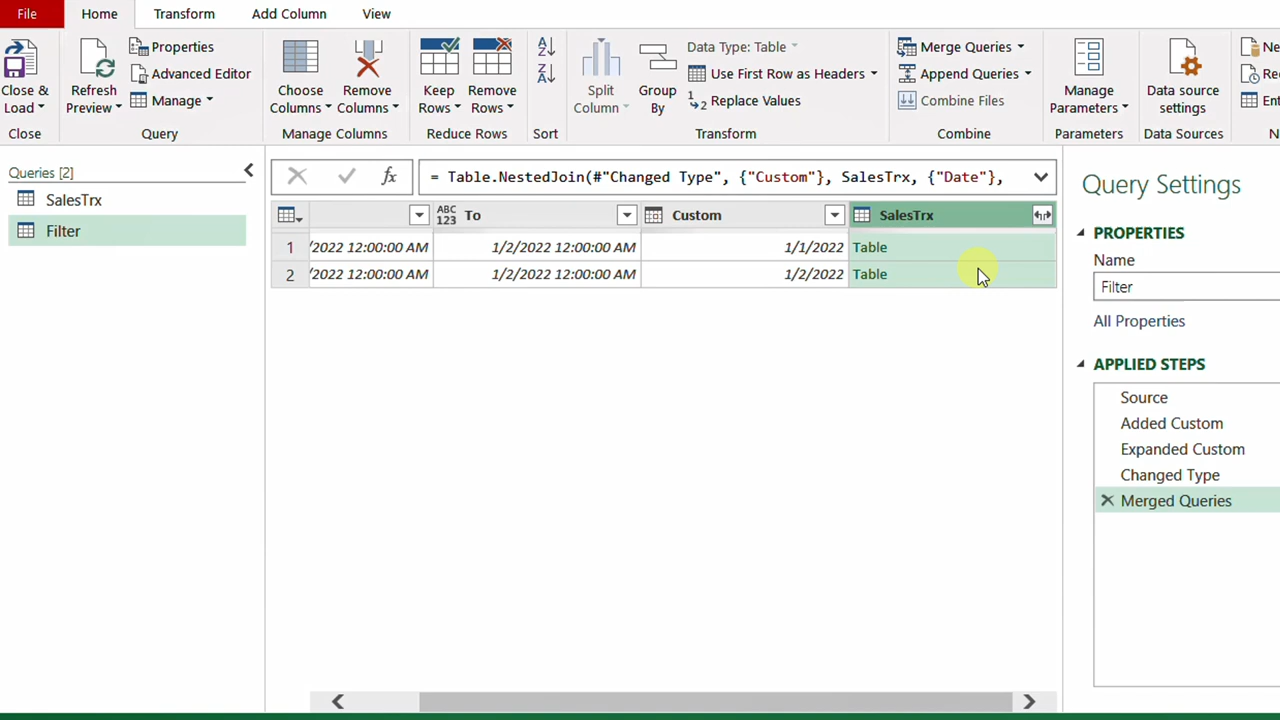 File Home Transform Add Column View
Close & Load
Close
Refresh Preview
Properties
Advanced Editor
Manage
Query
Choose Columns
Remove Columns
Manage Columns
Keep Rows
Remove Rows
Reduce Rows
A Z
Z A
Sort
Split Column
Group By
Data Type: Table
Use First Row as Headers
1 2 Replace Values
Transform
Merge Queries
Append Queries
Combine Files
Combine
Manage Parameters
Parameters
Data source settings
Data Sources
Queries [2]
SalesTrx
Filter
fx = Table.NestedJoin(#"Changed Type", {"Custom"}, SalesTrx, {"Date"},
ABC 123 To Custom SalesTrx
1 /2022 12:00:00 AM 1/2/2022 12:00:00 AM 1/1/2022 Table
2 /2022 12:00:00 AM 1/2/2022 12:00:00 AM 1/2/2022 Table
Query Settings
PROPERTIES
Name
Filter
All Properties
APPLIED STEPS
Source
Added Custom
Expanded Custom
Changed Type
Merged Queries